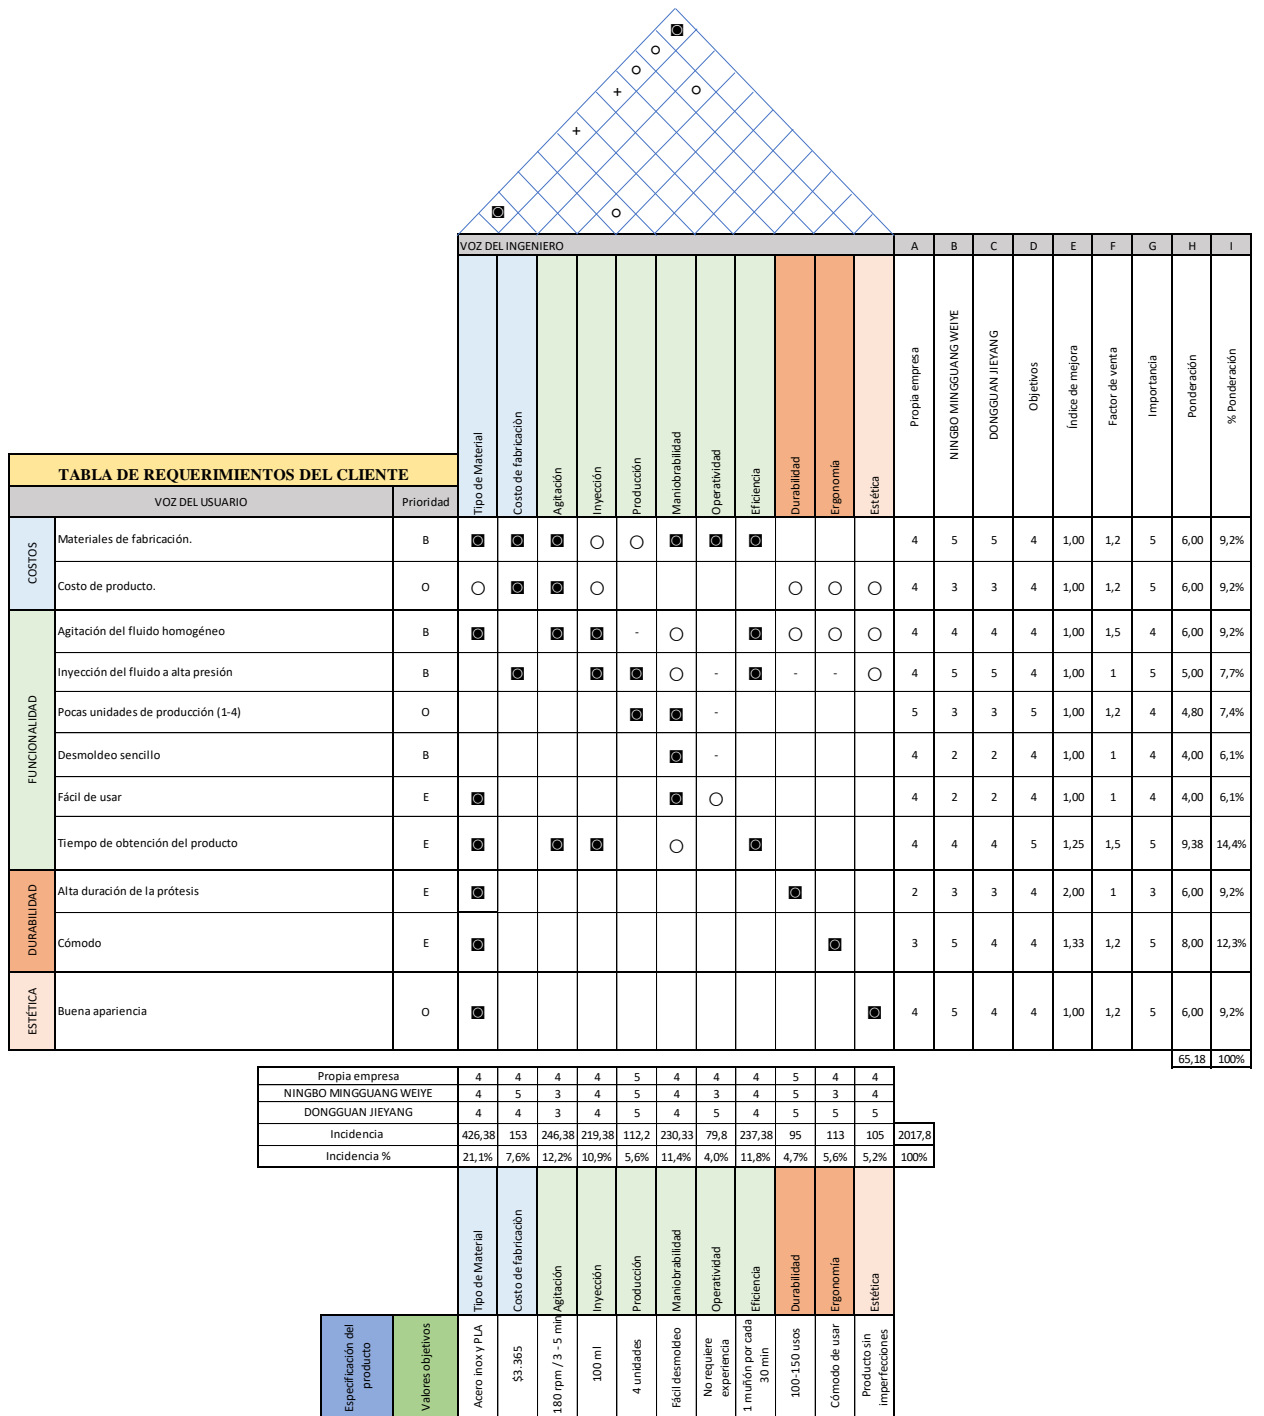 VOZ DEL INGENIERO A B C D E F G H I
Tipo de Material
Costo de fabricaciòn
Agitación
Inyección
Producción
Maniobrabilidad
Operatividad
Eficiencia
Durabilidad
Ergonomía
Estética
Propia empresa
NINGBO MINGGUANG WEIYE
DONGGUAN JIEYANG
Objetivos
Índice de mejora
Factor de venta
Importancia
Ponderación
% Ponderación
TABLA DE REQUERIMIENTOS DEL CLIENTE
VOZ DEL USUARIO Prioridad
COSTOS
Materiales de fabricación. B ◙ ◙ ◙ ○ ○ ◙ ◙ ◙ 4 5 5 4 1,00 1,2 5 6,00 9,2%
Costo de producto. O ○ ◙ ◙ ○ ○ ○ ○ 4 3 3 4 1,00 1,2 5 6,00 9,2%
FUNCIONALIDAD
Agitación del fluido homogéneo B ◙ ◙ ◙ - ○ ◙ ○ ○ ○ 4 4 4 4 1,00 1,5 4 6,00 9,2%
Inyección del fluido a alta presión B ◙ ◙ ◙ ○ - ◙ - - ○ 4 5 5 4 1,00 1 5 5,00 7,7%
Pocas unidades de producción (1-4) O ◙ ◙ - 5 3 3 5 1,00 1,2 4 4,80 7,4%
Desmoldeo sencillo B ◙ - 4 2 2 4 1,00 1 4 4,00 6,1%
Fácil de usar E ◙ ◙ ○ 4 2 2 4 1,00 1 4 4,00 6,1%
Tiempo de obtención del producto E ◙ ◙ ◙ ○ ◙ 4 4 4 5 1,25 1,5 5 9,38 14,4%
DURABILIDAD
Alta duración de la prótesis E ◙ ◙ 2 3 3 4 2,00 1 3 6,00 9,2%
Cómodo E ◙ ◙ 3 5 4 4 1,33 1,2 5 8,00 12,3%
ESTÉTICA
Buena apariencia O ◙ ◙ 4 5 4 4 1,00 1,2 5 6,00 9,2%
65,18 100%
Propia empresa 4 4 4 4 5 4 4 4 5 4 4
NINGBO MINGGUANG WEIYE 4 5 3 4 5 4 3 4 5 3 4
DONGGUAN JIEYANG 4 4 3 4 5 4 5 4 5 5 5
Incidencia 426,38 153 246,38 219,38 112,2 230,33 79,8 237,38 95 113 105 2017,8
Incidencia % 21,1% 7,6% 12,2% 10,9% 5,6% 11,4% 4,0% 11,8% 4,7% 5,6% 5,2% 100%
Tipo de Material
Costo de fabricaciòn
Agitación
Inyección
Producción
Maniobrabilidad
Operatividad
Eficiencia
Durabilidad
Ergonomía
Estética
Especificación del
producto
Valores objetivos
Acero inox y PLA
$3.365
180 rpm / 3 - 5 min
100 ml
4 unidades
Fácil desmoldeo
No requiere
experiencia
1 muñón por cada
30 min
100-150 usos
Cómodo de usar
Producto sin
imperfecciones